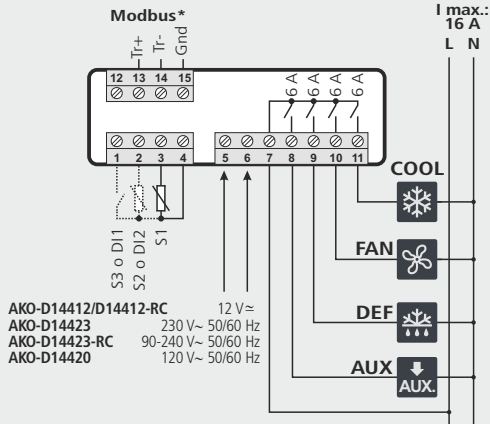 Modbus*
I max.:
16 A
L N
Tr+
Tr-
Gnd
12 13 14 15
6 A
6 A
6 A
6 A
1 2 3 4 5 6 7 8 9 10 11
COOL
FAN
DEF
AUX
AUX.
S3 o DI1
S2 o DI2
S1
AKO-D14412/D14412-RC 12 V≃
AKO-D14423 230 V~ 50/60 Hz
AKO-D14423-RC 90-240 V~ 50/60 Hz
AKO-D14420 120 V~ 50/60 Hz